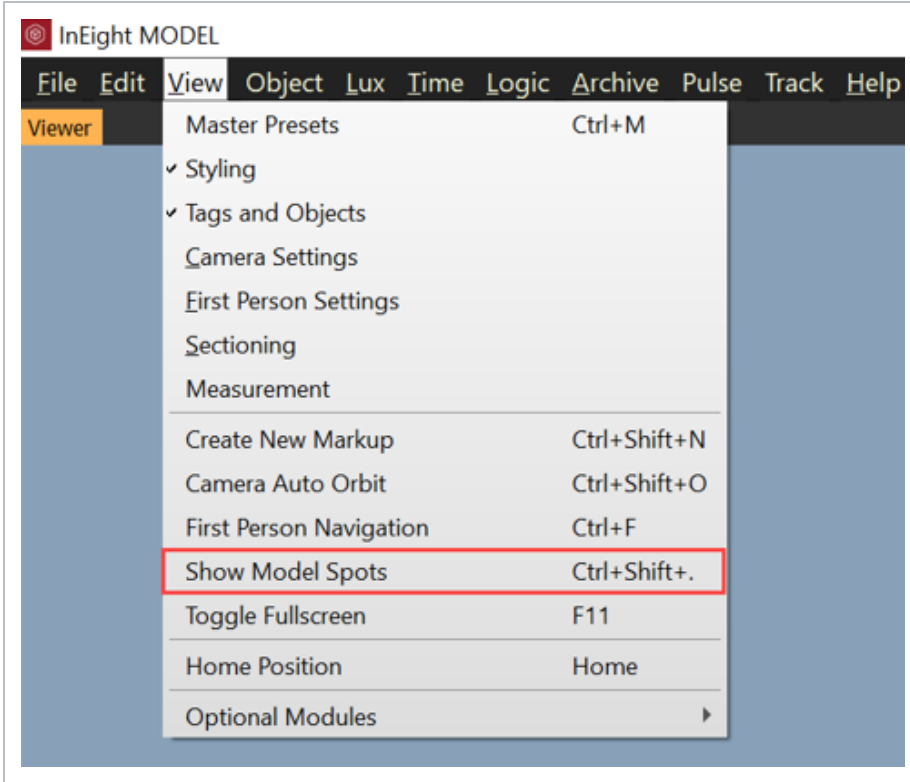 InEight MODEL
File Edit View Object Lux Time Logic Archive Pulse Track Help
Viewer
Master Presets Ctrl+M
Styling
Tags and Objects
Camera Settings
First Person Settings
Sectioning
Measurement
Create New Markup Ctrl+Shift+N
Camera Auto Orbit Ctrl+Shift+O
First Person Navigation Ctrl+F
Show Model Spots Ctrl+Shift+.
Toggle Fullscreen F11
Home Position Home
Optional Modules